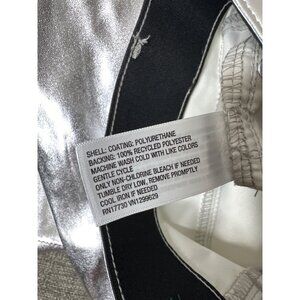 SHELL: COATING: POLYURETHANE
BACKING: 100% RECYCLED POLYESTER
MACHINE WASH COLD WITH LIKE COLORS
GENTLE CYCLE
ONLY NON-CHLORINE BLEACH IF NEEDED
TUMBLE DRY LOW, REMOVE PROMPTLY
COOL IRON IF NEEDED
RN17730 VN1299629